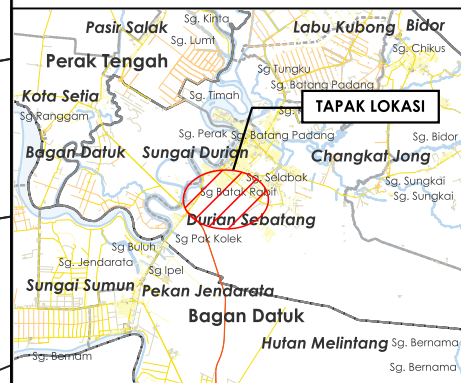 Sg. Kinta
Pasir Salak
Labu Kubong
Bidor
Sg. Lumt
Sg. Chikus
Perak Tengah
Sg Tungku
Sg. Batang Padang
Kota Setia
Sg. Timah
TAPAK LOKASI
Sg Ranggam
Sg. Perak
Sg Batang Padang
Sg. Bidor
Bagan Datuk
Sungai Durian
Changkat Jong
Sg. Selabak
Sg. Sungkai
Sg Batak Rabit
Sg. Sungkai
Durian Sebatang
Sg Buluh
Sg Pak Kolek
Sg. Jendarata
Sg Ipel
Sungai Sumun
Pekan Jendarata
Bagan Datuk
Hutan Melintang
Sg. Bernama
Sg. Bernam
Sg. Bernama